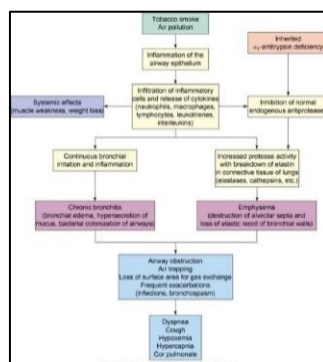 Tobacco smoke
Air pollution
Inherited
α₁-antitrypsin deficiency
Inflammation of the
airway epithelium
Infiltration of inflammatory
cells and release of cytokines
(neutrophils, macrophages,
lymphocytes, leukotrienes,
interleukins)
Systemic effects
(muscle weakness, weight loss)
Inhibition of normal
endogenous antiproteases
Continuous bronchial
irritation and inflammation
Increased protease activity
with breakdown of elastin
in connective tissue of lungs
(elastases, cathepsins, etc.)
Chronic bronchitis
(bronchial edema, hypersecretion of
mucus, bacterial colonization of airways)
Emphysema
(destruction of alveolar septa and
loss of elastic recoil of bronchial walls)
Airway obstruction
Air trapping
Loss of surface area for gas exchange
Frequent exacerbations
(infections, bronchospasm)
Dyspnea
Cough
Hypoxemia
Hypercapnia
Cor pulmonale